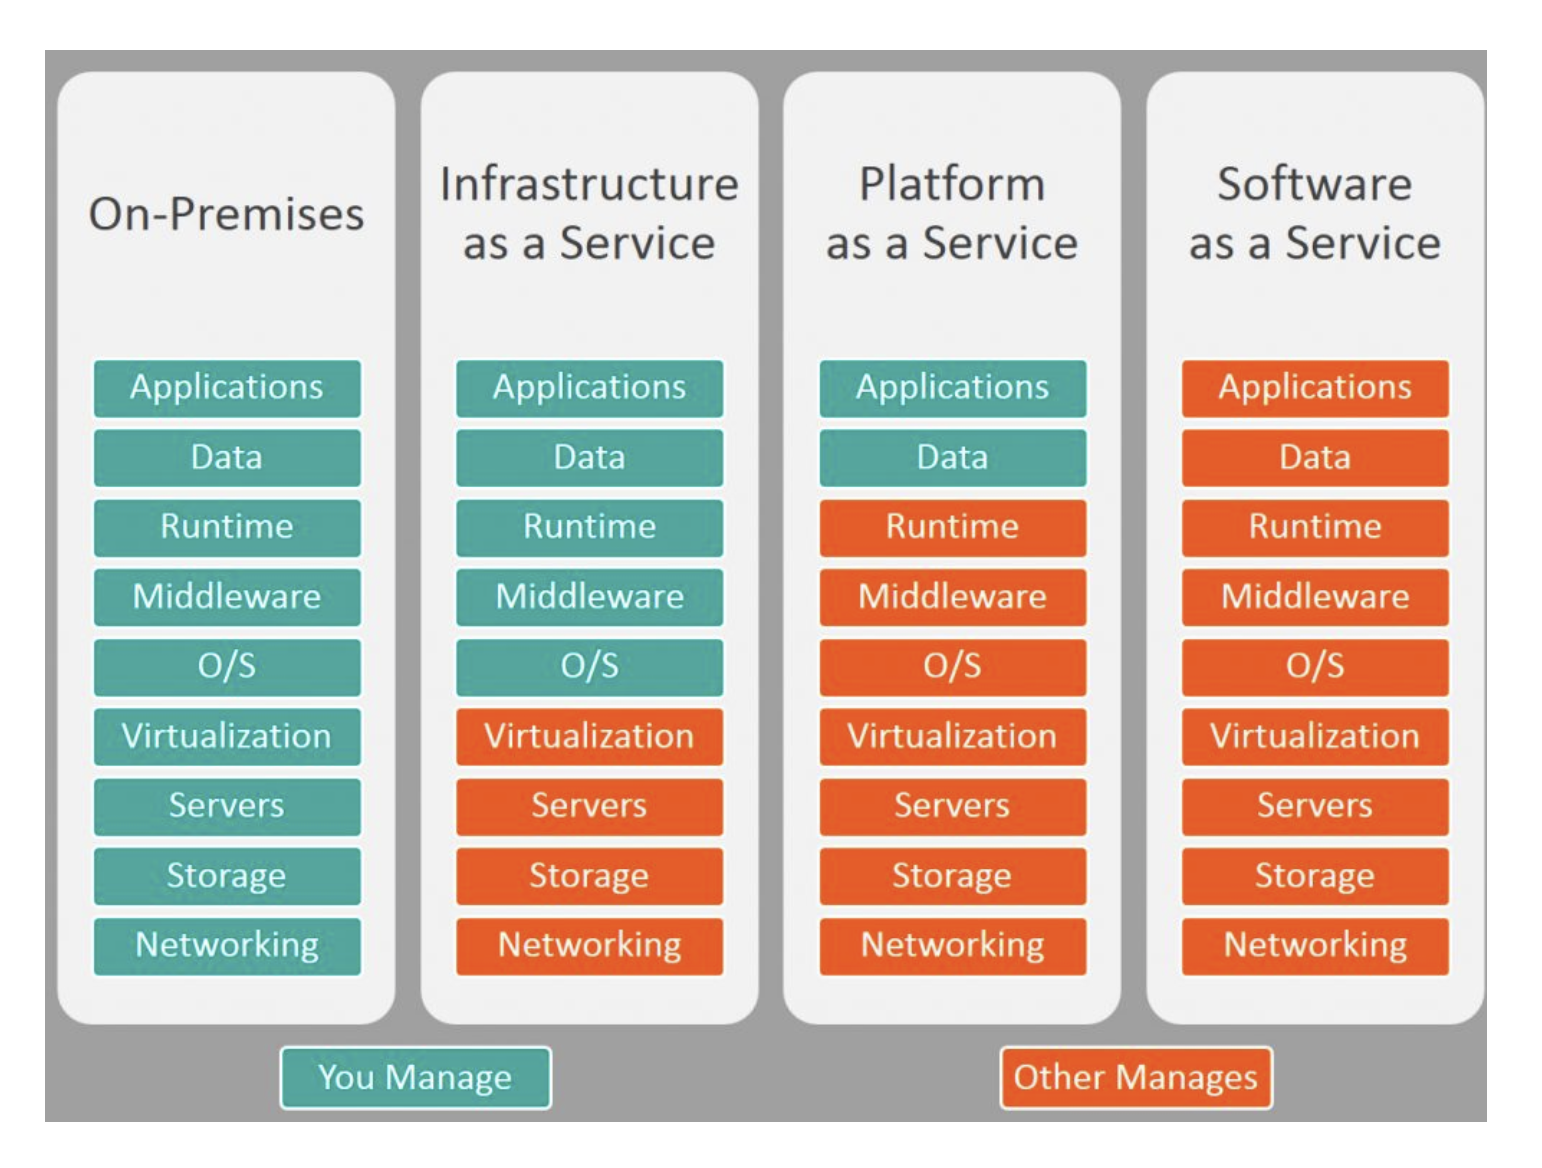 On-Premises
Applications
Data
Runtime
Middleware
O/S
Virtualization
Servers
Storage
Networking
Infrastructure
as a Service
Applications
Data
Runtime
Middleware
O/S
Virtualization
Servers
Storage
Networking
Platform
as a Service
Applications
Data
Runtime
Middleware
O/S
Virtualization
Servers
Storage
Networking
Software
as a Service
Applications
Data
Runtime
Middleware
O/S
Virtualization
Servers
Storage
Networking
You Manage
Other Manages